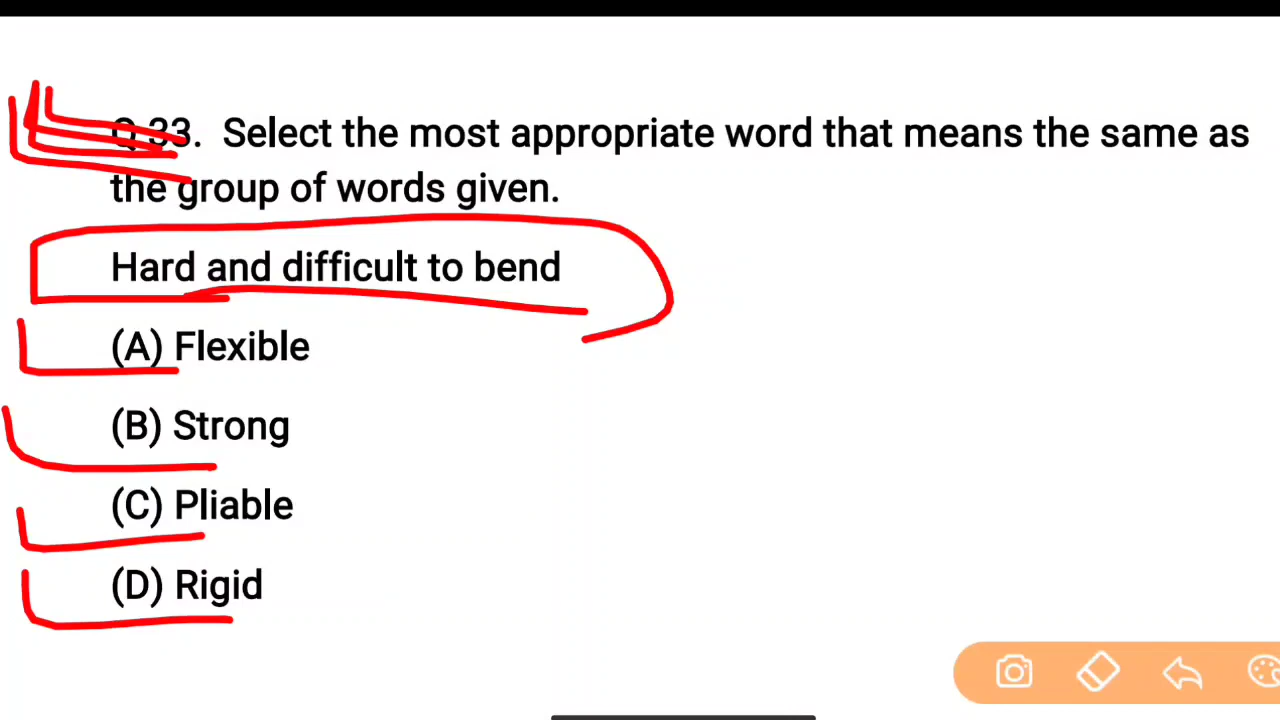 Q 33. Select the most appropriate word that means the same as
the group of words given.
Hard and difficult to bend
(A) Flexible
(B) Strong
(C) Pliable
(D) Rigid